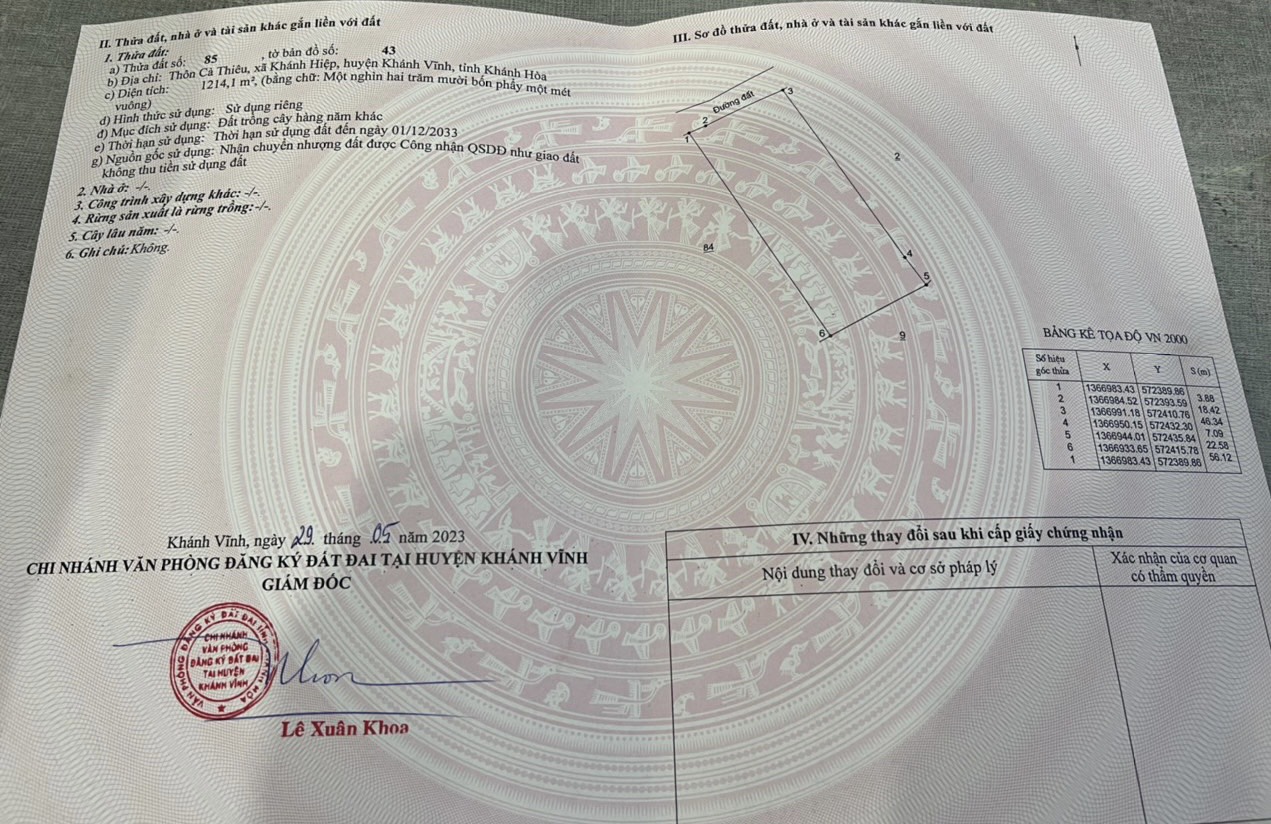 II. Thửa đất, nhà ở và tài sản khác gắn liền với đất
1. Thửa đất:
a) Thửa đất số: 85 , tờ bản đồ số: 43
b) Địa chỉ: Thôn Cà Thiêu, xã Khánh Hiệp, huyện Khánh Vĩnh, tỉnh Khánh Hòa
c) Diện tích: 1214,1 m², (bằng chữ: Một nghìn hai trăm mười bốn phẩy một mét
vuông)
d) Hình thức sử dụng: Sử dụng riêng
đ) Mục đích sử dụng: Đất trồng cây hàng năm khác
e) Thời hạn sử dụng: Thời hạn sử dụng đất đến ngày 01/12/2033
g) Nguồn gốc sử dụng: Nhận chuyển nhượng đất được Công nhận QSDĐ như giao đất
không thu tiền sử dụng đất
2. Nhà ở: -/-.
3. Công trình xây dựng khác: -/-.
4. Rừng sản xuất là rừng trồng:-/-.
5. Cây lâu năm: -/-.
6. Ghi chú: Không.
Khánh Vĩnh, ngày 29 tháng 05 năm 2023
CHI NHÁNH VĂN PHÒNG ĐĂNG KÝ ĐẤT ĐAI TẠI HUYỆN KHÁNH VĨNH
GIÁM ĐỐC
VĂN PHÒNG ĐĂNG KÝ ĐẤT ĐAI TỈNH KHÁNH HÒA
CHI NHÁNH
VĂN PHÒNG
ĐĂNG KÝ ĐẤT ĐAI
TẠI HUYỆN
KHÁNH VĨNH
Lê Xuân Khoa
III. Sơ đồ thửa đất, nhà ở và tài sản khác gắn liền với đất
Đường đất
3
2
1
2
84
4
5
6
9
BẢNG KÊ TỌA ĐỘ VN 2000
Số hiệu góc thửa X Y S (m)
1 1366983.43 572389.86
3.88
2 1366984.52 572393.59
18.42
3 1366991.18 572410.76
46.34
4 1366950.15 572432.30
7.09
5 1366944.01 572435.84
22.58
6 1366933.65 572415.78
56.12
1 1366983.43 572389.86
IV. Những thay đổi sau khi cấp giấy chứng nhận
Nội dung thay đổi và cơ sở pháp lý
Xác nhận của cơ quan
có thẩm quyền